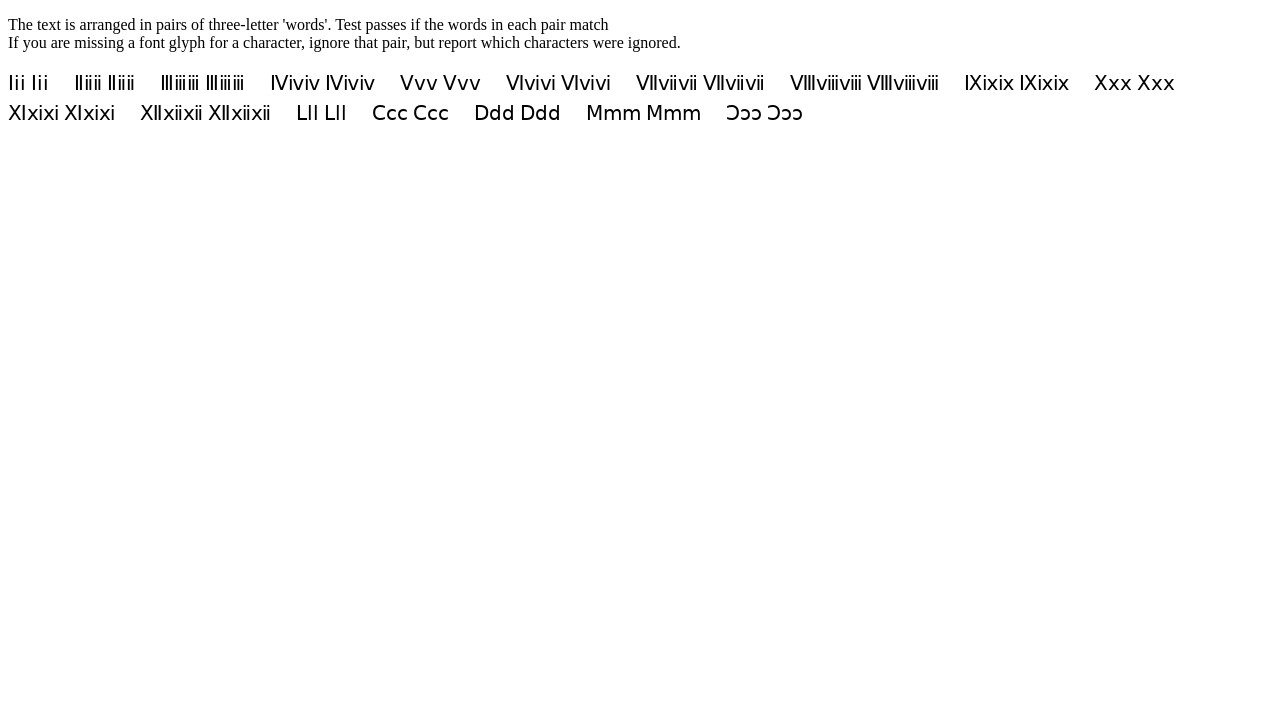 The text is arranged in pairs of three-letter 'words'. Test passes if the words in each pair match
If you are missing a font glyph for a character, ignore that pair, but report which characters were ignored.
Ⅰⅰⅰ Ⅰⅰⅰ Ⅱⅱⅱ Ⅱⅱⅱ Ⅲⅲⅲ Ⅲⅲⅲ Ⅳⅳⅳ Ⅳⅳⅳ Ⅴⅴⅴ Ⅴⅴⅴ Ⅵⅵⅵ Ⅵⅵⅵ Ⅶⅶⅶ Ⅶⅶⅶ Ⅷⅷⅷ Ⅷⅷⅷ Ⅸⅸⅸ Ⅸⅸⅸ Ⅹⅹⅹ Ⅹⅹⅹ
Ⅺⅺⅺ Ⅺⅺⅺ Ⅻⅻⅻ Ⅻⅻⅻ Ⅼⅼⅼ Ⅼⅼⅼ Ⅽⅽⅽ Ⅽⅽⅽ Ⅾⅾⅾ Ⅾⅾⅾ Ⅿⅿⅿ Ⅿⅿⅿ Ↄↄↄ Ↄↄↄ